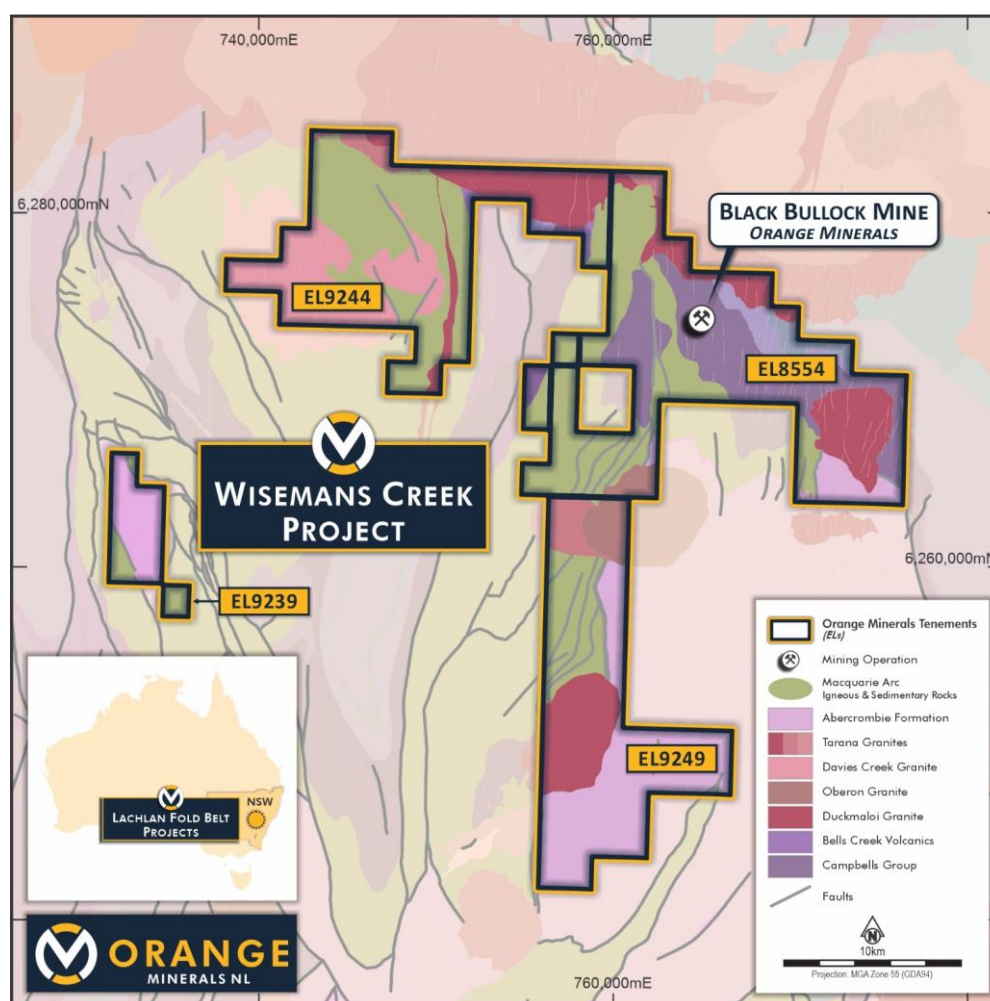 740,000mE
760,000mE
6,280,000mN
BLACK BULLOCK MINE
ORANGE MINERALS
EL9244
EL8554
WISEMANS CREEK
PROJECT
6,260,000mN
EL9239
EL9249
NSW
LACHLAN FOLD BELT
PROJECTS
ORANGE
MINERALS NL
760,000mE
Orange Minerals Tenements
(ELs)
Mining Operation
Macquarie Arc
Igneous & Sedimentary Rocks
Abercrombie Formation
Tarana Granites
Davies Creek Granite
Oberon Granite
Duckmaloi Granite
Bells Creek Volcanics
Campbells Group
Faults
N
10km
Projection: MGA Zone 55 (GDA94)